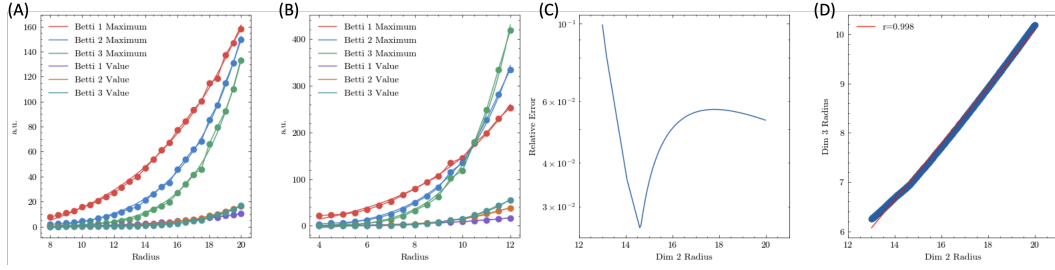 (A)
160
140
120
100
80
60
40
20
0
a.u.
Betti 1 Maximum
Betti 2 Maximum
Betti 3 Maximum
Betti 1 Value
Betti 2 Value
Betti 3 Value
8 10 12 14 16 18 20
Radius
(B)
400
300
200
100
0
a.u.
Betti 1 Maximum
Betti 2 Maximum
Betti 3 Maximum
Betti 1 Value
Betti 2 Value
Betti 3 Value
4 5 6 7 8 9 10 11 12
Radius
(C)
10⁻¹
6 × 10⁻²
4 × 10⁻²
3 × 10⁻²
Relative Error
12 14 16 18 20
Dim 2 Radius
(D)
r=0.998
10
9
8
7
6
Dim 3 Radius
12 14 16 18 20
Dim 2 Radius